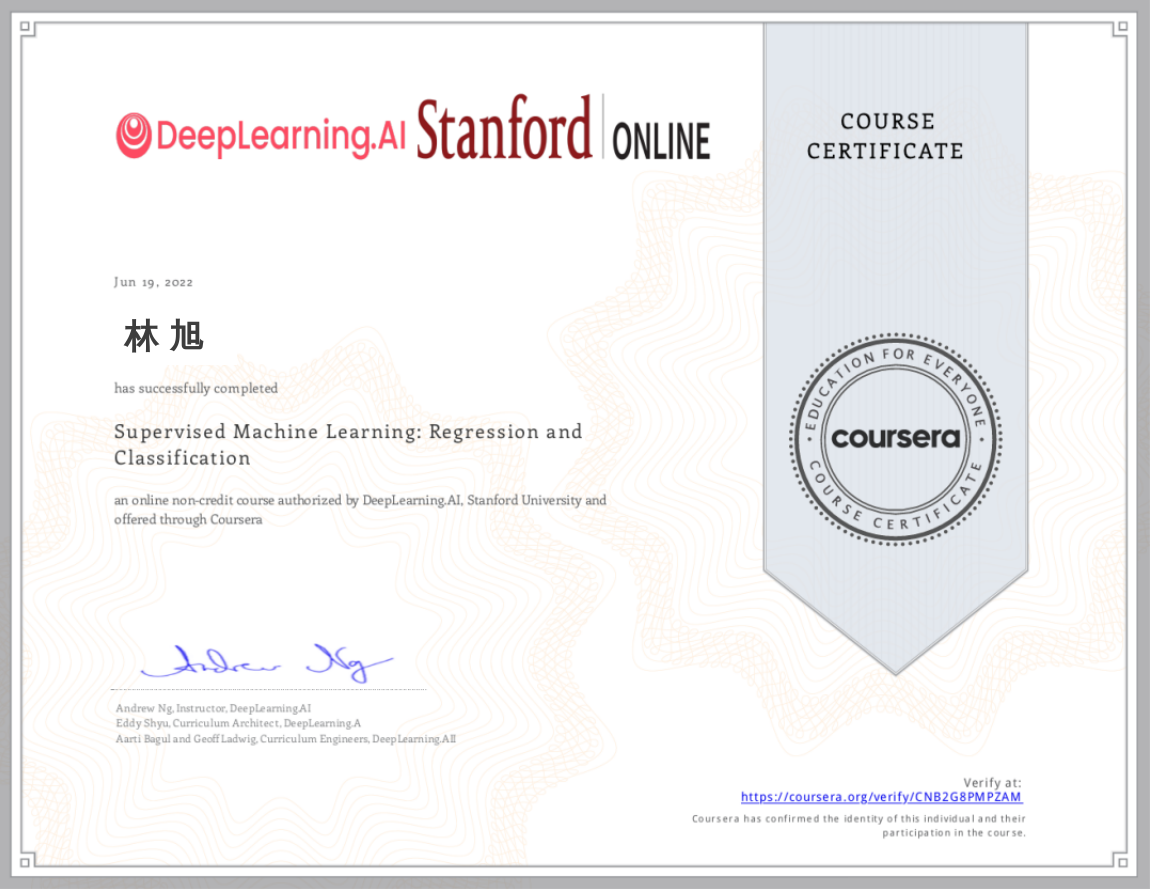 DeepLearning.AI Stanford ONLINE
COURSE
CERTIFICATE
Jun 19, 2022
林 旭
has successfully completed
Supervised Machine Learning: Regression and
Classification
an online non-credit course authorized by DeepLearning.AI, Stanford University and
offered through Coursera
EDUCATION FOR EVERYONE
coursera
COURSE CERTIFICATE
Andrew Ng
Andrew Ng, Instructor, DeepLearning.AI
Eddy Shyu, Curriculum Architect, DeepLearning.A
Aarti Bagul and Geoff Ladwig, Curriculum Engineers, DeepLearning.AII
Verify at:
https://coursera.org/verify/CNB2G8PMPZAM
Coursera has confirmed the identity of this individual and their
participation in the course.